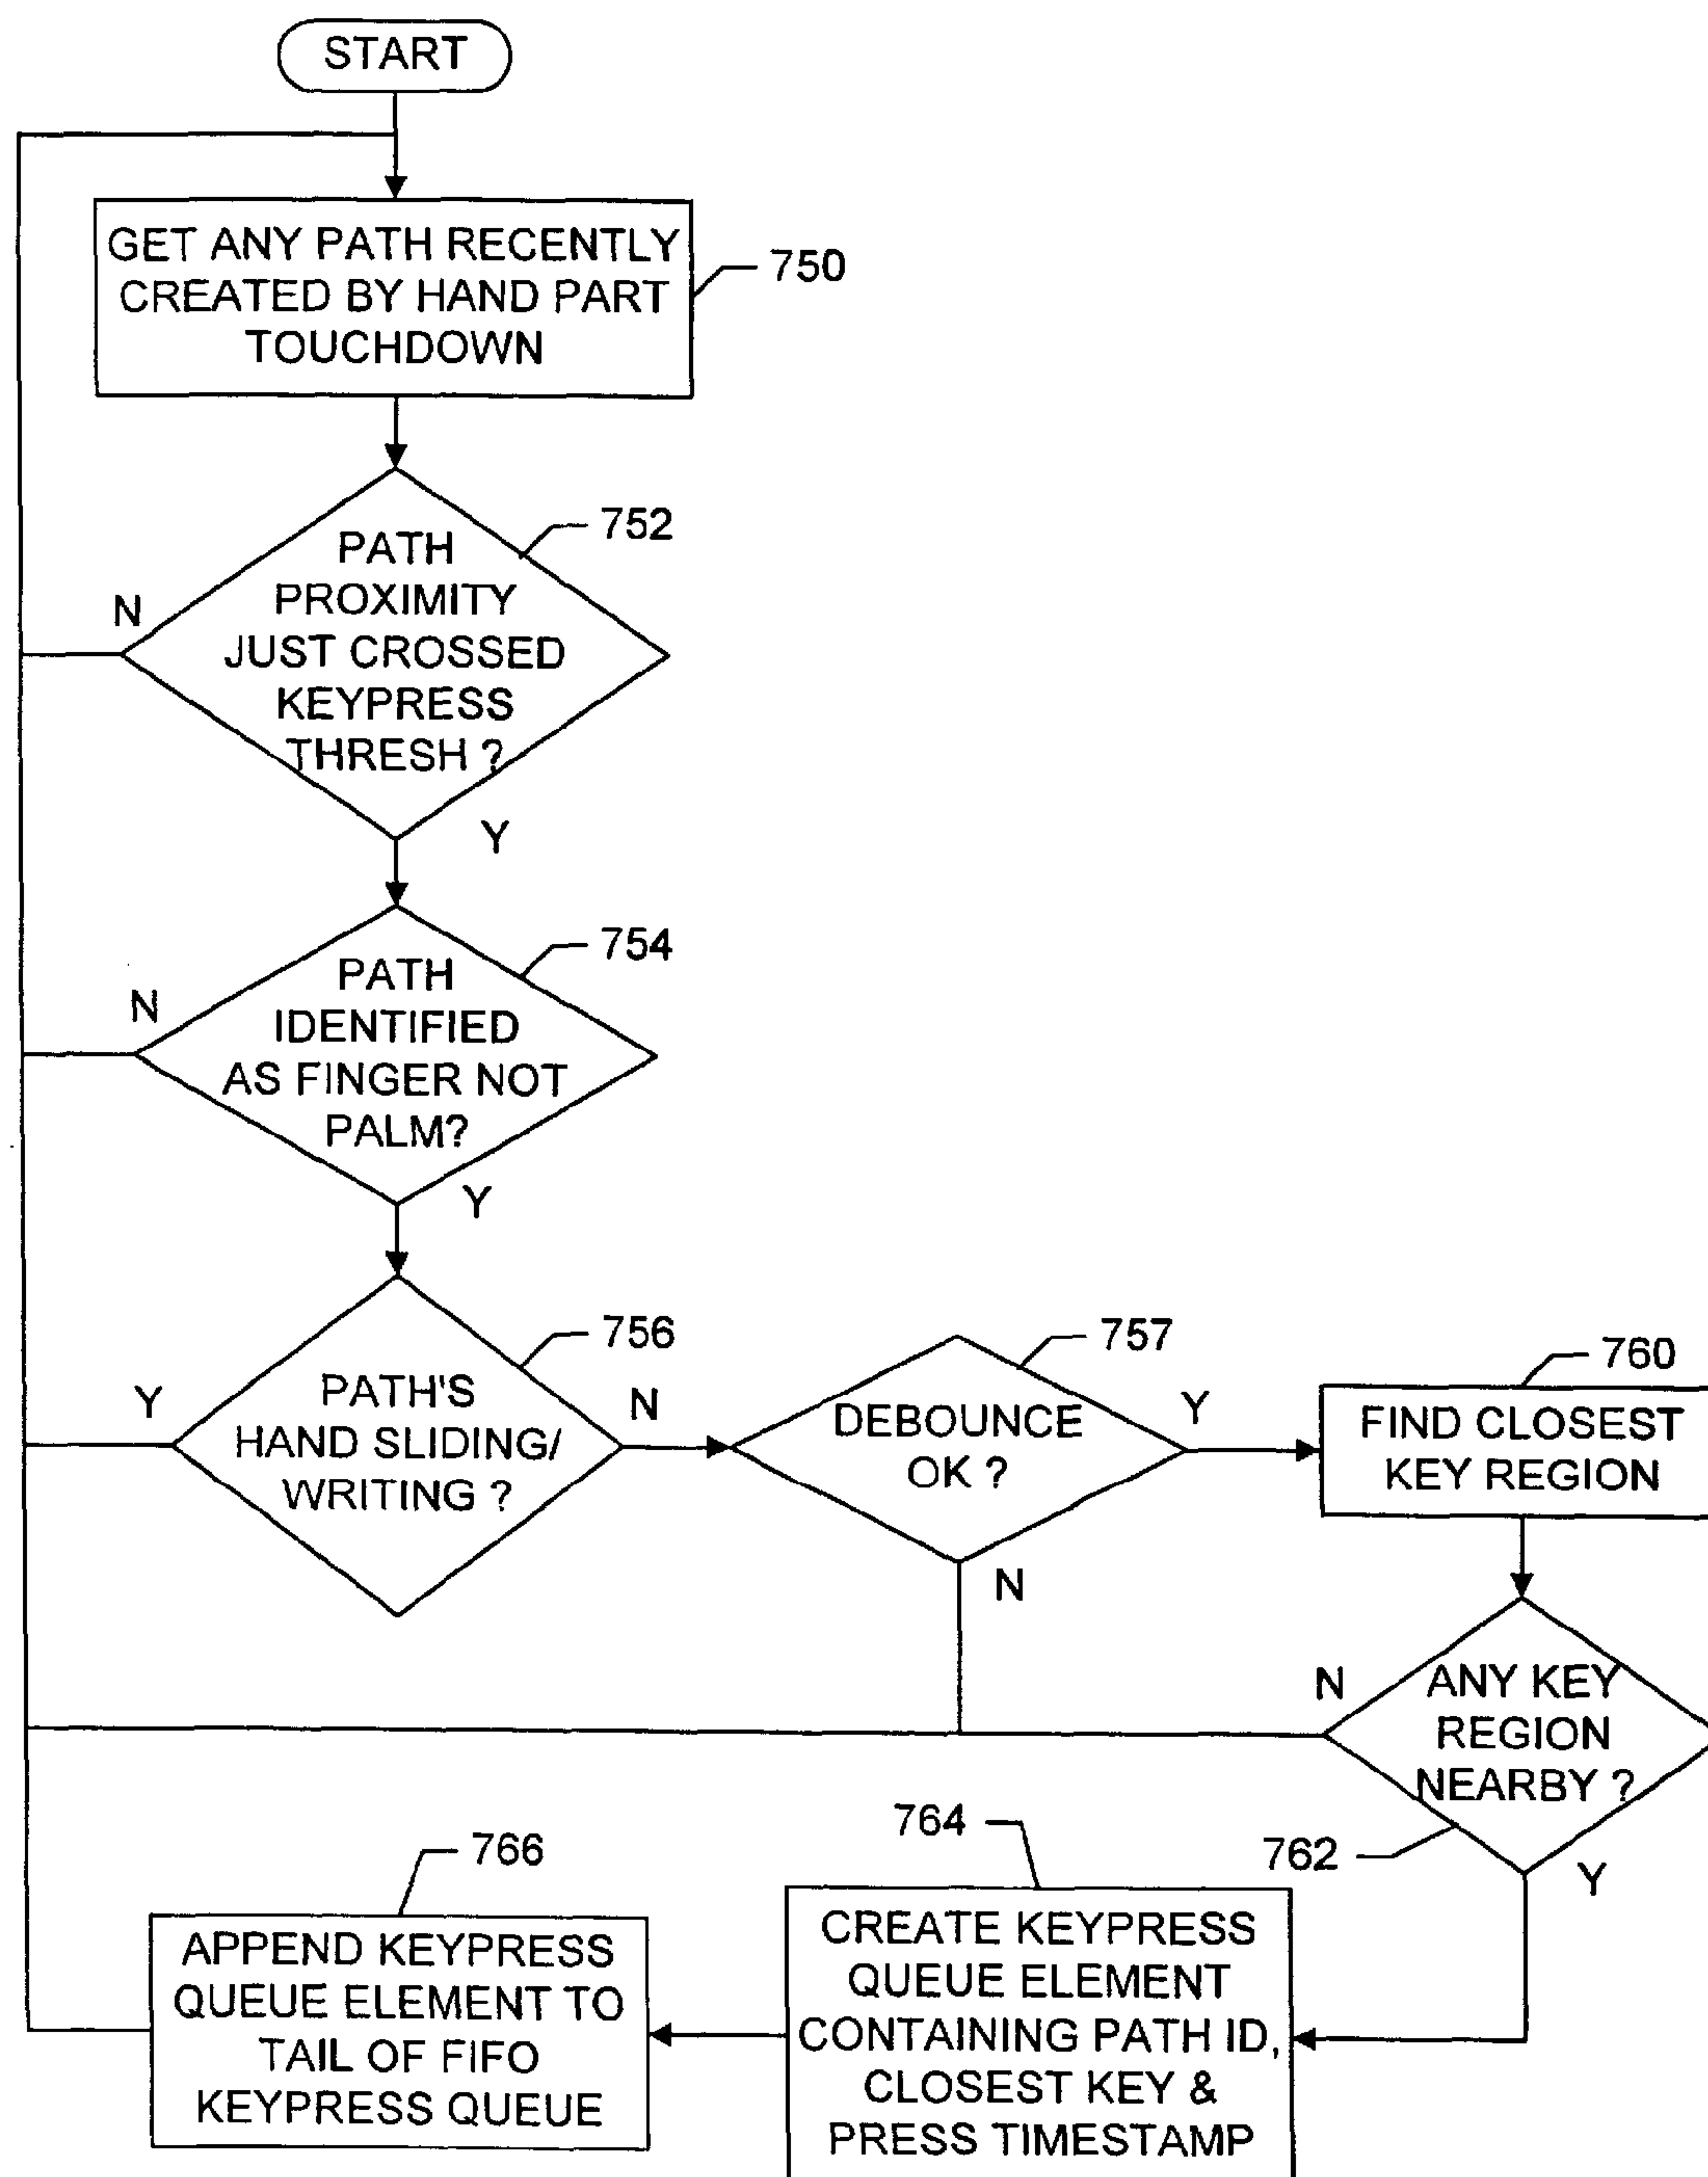 START
GET ANY PATH RECENTLY
CREATED BY HAND PART
TOUCHDOWN
750
752
PATH
PROXIMITY
JUST CROSSED
KEYPRESS
THRESH ?
N
Y
754
PATH
IDENTIFIED
AS FINGER NOT
PALM?
N
Y
756
PATH'S
HAND SLIDING/
WRITING ?
Y
N
757
DEBOUNCE
OK ?
Y
N
760
FIND CLOSEST
KEY REGION
ANY KEY
REGION
NEARBY ?
N
762
Y
764
CREATE KEYPRESS
QUEUE ELEMENT
CONTAINING PATH ID,
CLOSEST KEY &
PRESS TIMESTAMP
766
APPEND KEYPRESS
QUEUE ELEMENT TO
TAIL OF FIFO
KEYPRESS QUEUE